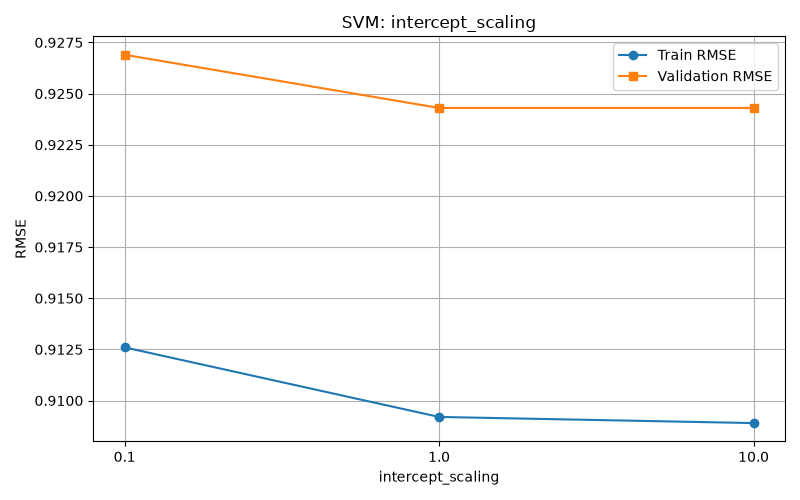 SVM: intercept_scaling
Train RMSE
Validation RMSE
0.9275
0.9250
0.9225
0.9200
0.9175
0.9150
0.9125
0.9100
RMSE
0.1
1.0
10.0
intercept_scaling